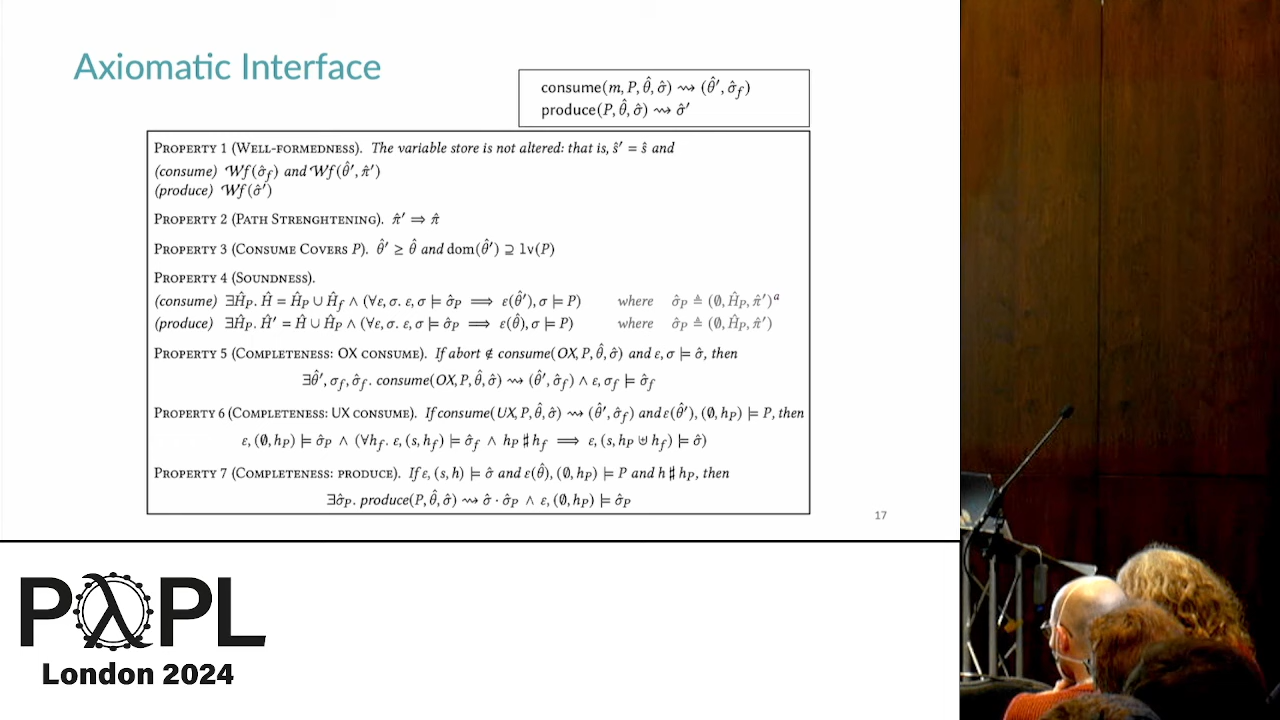 Axiomatic Interface
consume(m, P, θ̂, σ̂) ⇝ (θ̂′, σ̂_f)
produce(P, θ̂, σ̂) ⇝ σ̂′
Property 1 (Well-formedness). The variable store is not altered: that is, ŝ′ = ŝ and
(consume) Wf(σ̂_f) and Wf(θ̂′, π̂′)
(produce) Wf(σ̂′)
Property 2 (Path Strenghtening). π̂′ ⇒ π̂
Property 3 (Consume Covers P). θ̂′ ≥ θ̂ and dom(θ̂′) ⊇ lv(P)
Property 4 (Soundness).
(consume) ∃Ĥ_P. Ĥ = Ĥ_P ∪ Ĥ_f ∧ (∀ε, σ. ε, σ ⊨ σ̂_P ⟹ ε(θ̂′), σ ⊨ P) where σ̂_P ≜ (∅, Ĥ_P, π̂′)ᵃ
(produce) ∃Ĥ_P. Ĥ′ = Ĥ ∪ Ĥ_P ∧ (∀ε, σ. ε, σ ⊨ σ̂_P ⟹ ε(θ̂), σ ⊨ P) where σ̂_P ≜ (∅, Ĥ_P, π̂′)
Property 5 (Completeness: OX consume). If abort ∉ consume(OX, P, θ̂, σ̂) and ε, σ ⊨ σ̂, then
∃θ̂′, σ_f, σ̂_f. consume(OX, P, θ̂, σ̂) ⇝ (θ̂′, σ̂_f) ∧ ε, σ_f ⊨ σ̂_f
Property 6 (Completeness: UX consume). If consume(UX, P, θ̂, σ̂) ⇝ (θ̂′, σ̂_f) and ε(θ̂′), (∅, h_P) ⊨ P, then
ε, (∅, h_P) ⊨ σ̂_P ∧ (∀h_f. ε, (s, h_f) ⊨ σ̂_f ∧ h_P ♯ h_f ⟹ ε, (s, h_P ⊎ h_f) ⊨ σ̂)
Property 7 (Completeness: produce). If ε, (s, h) ⊨ σ̂ and ε(θ̂), (∅, h_P) ⊨ P and h ♯ h_P, then
∃σ̂_P. produce(P, θ̂, σ̂) ⇝ σ̂ · σ̂_P ∧ ε, (∅, h_P) ⊨ σ̂_P
17
PλPL
London 2024